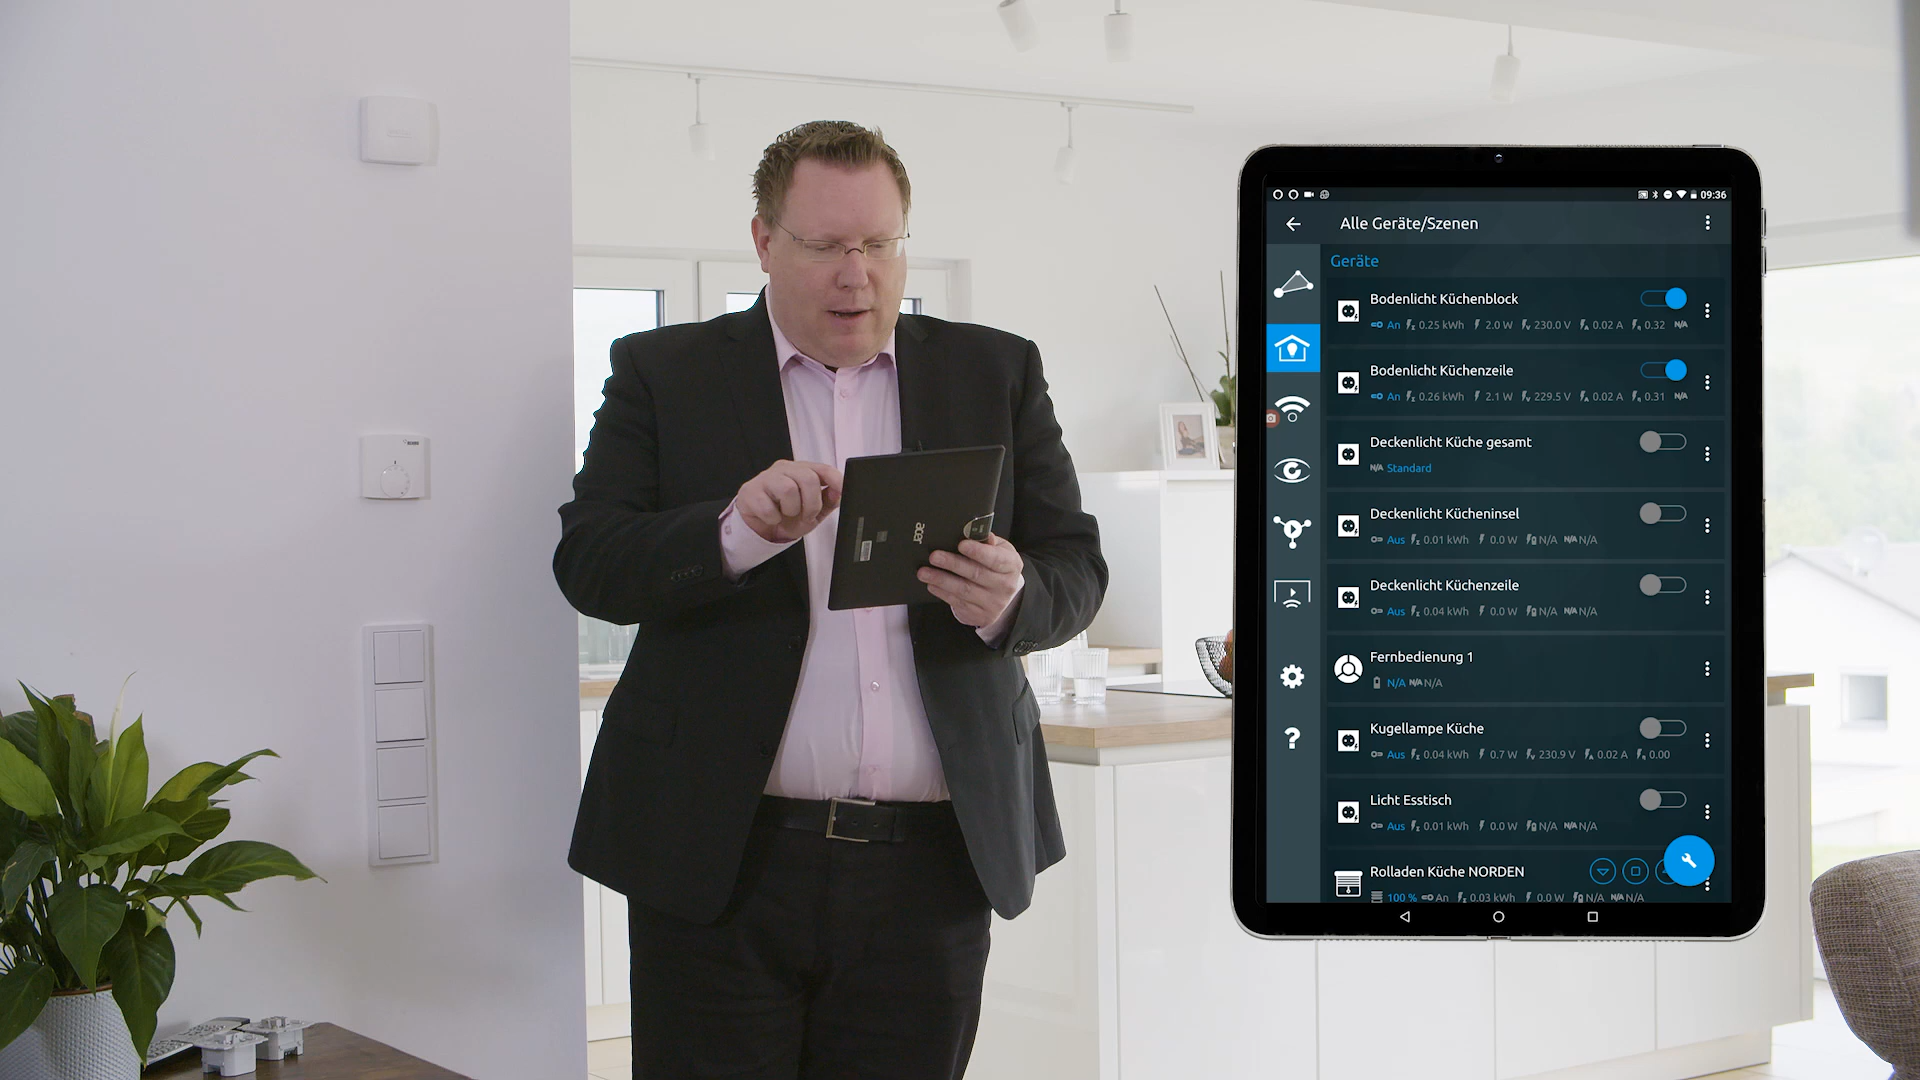 acer
09:36
Alle Geräte/Szenen
Geräte
Bodenlicht Küchenblock
An 0.25 kWh 2.0 W 230.0 V 0.02 A 0.32 N/A
Bodenlicht Küchenzeile
An 0.26 kWh 2.1 W 229.5 V 0.02 A 0.31 N/A
Deckenlicht Küche gesamt
N/A Standard
Deckenlicht Kücheninsel
Aus 0.01 kWh 0.0 W N/A N/A N/A
Deckenlicht Küchenzeile
Aus 0.04 kWh 0.0 W N/A N/A N/A
Fernbedienung 1
N/A N/A N/A
Kugellampe Küche
Aus 0.04 kWh 0.7 W 230.9 V 0.02 A 0.00
Licht Esstisch
Aus 0.01 kWh 0.0 W N/A N/A N/A
Rolladen Küche NORDEN
100 % An 0.03 kWh 0.0 W N/A N/A N/A
?